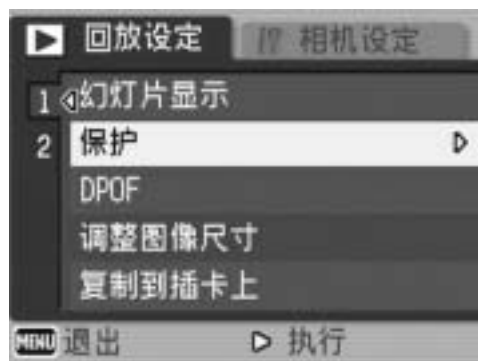 回放设定 相机设定
1 幻灯片显示
2 保护
DPOF
调整图像尺寸
复制到插卡上
MENU 退出 执行